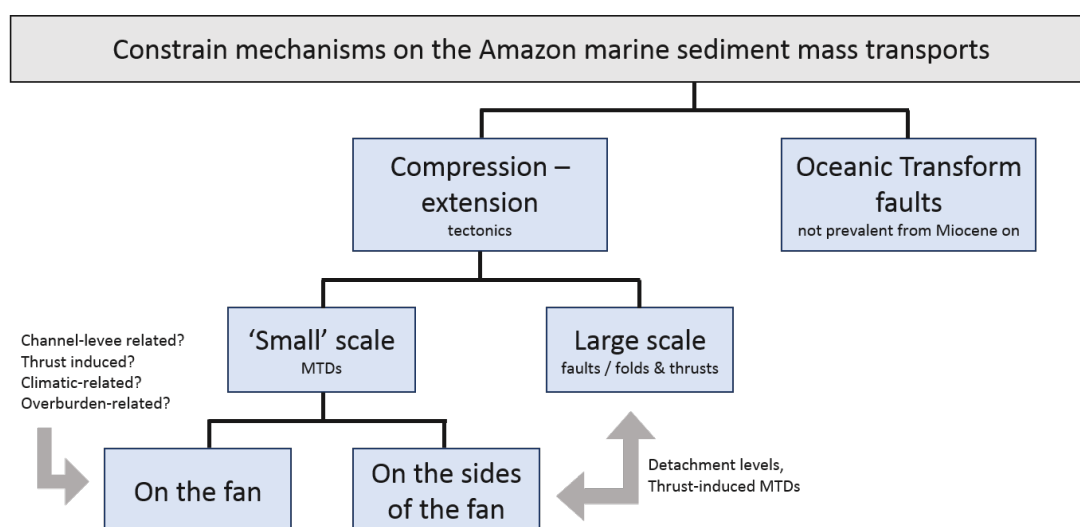 Constrain mechanisms on the Amazon marine sediment mass transports
Compression –
extension
tectonics
Oceanic Transform
faults
not prevalent from Miocene on
‘Small’ scale
MTDs
Large scale
faults / folds & thrusts
Channel-levee related?
Thrust induced?
Climatic-related?
Overburden-related?
On the fan
On the sides
of the fan
Detachment levels,
Thrust-induced MTDs